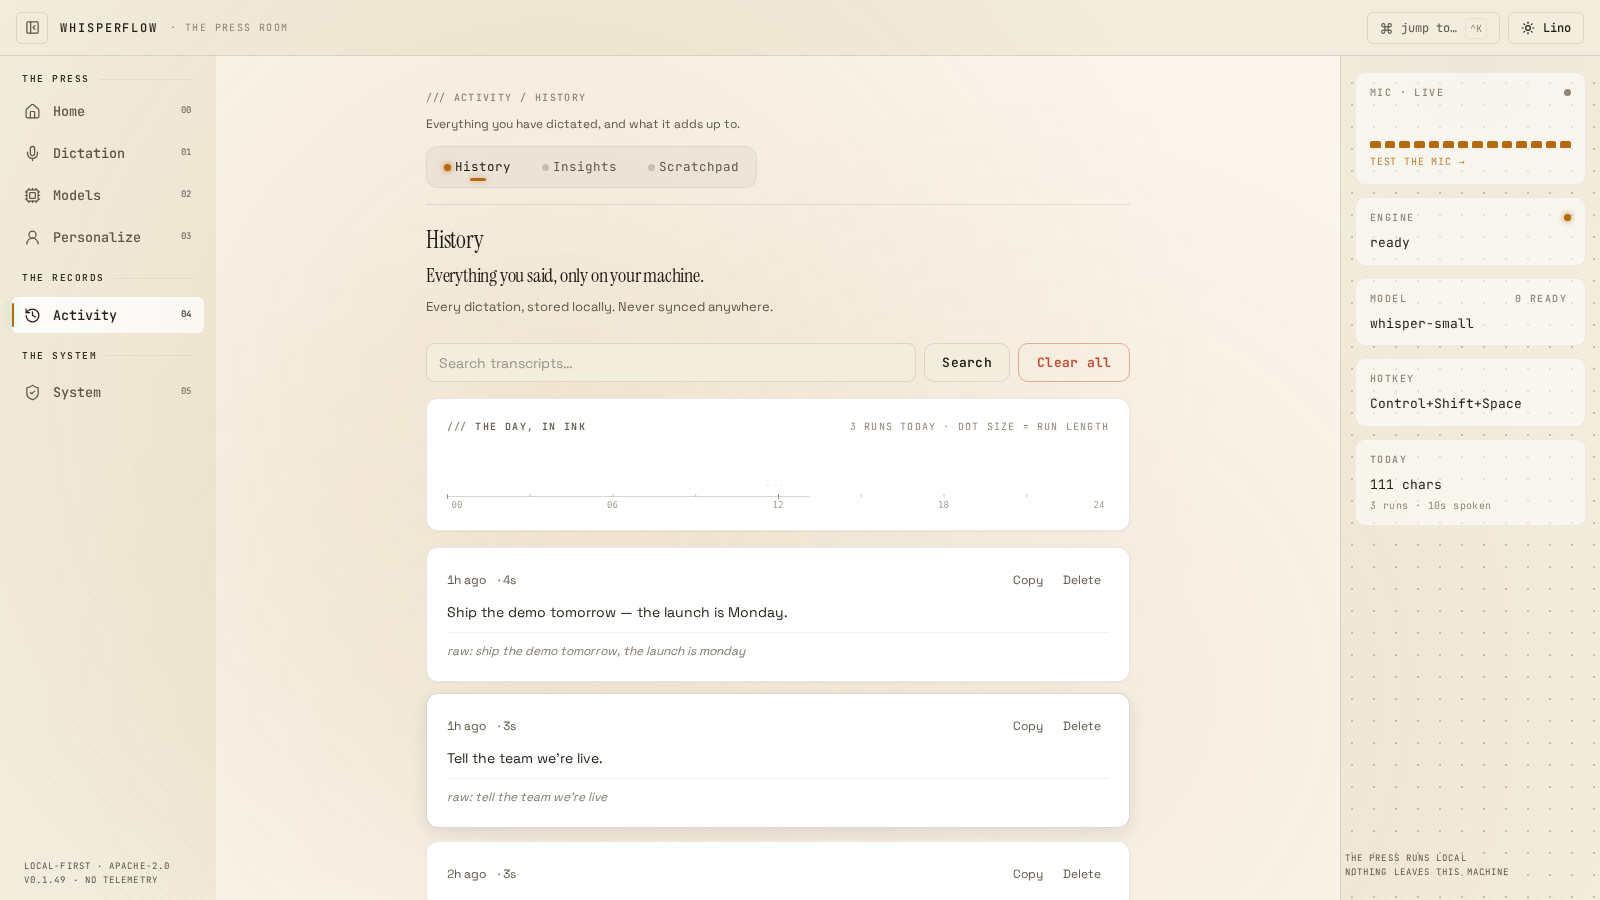 WHISPERFLOW · THE PRESS ROOM
jump to… ^K
Lino
THE PRESS
Home 00
Dictation 01
Models 02
Personalize 03
THE RECORDS
Activity 04
THE SYSTEM
System 05
LOCAL-FIRST · APACHE-2.0
V0.1.49 · NO TELEMETRY
/// ACTIVITY / HISTORY
Everything you have dictated, and what it adds up to.
History Insights Scratchpad
History
Everything you said, only on your machine.
Every dictation, stored locally. Never synced anywhere.
Search transcripts… Search Clear all
/// THE DAY, IN INK 3 RUNS TODAY · DOT SIZE = RUN LENGTH
00 06 12 18 24
1h ago · 4s Copy Delete
Ship the demo tomorrow — the launch is Monday.
raw: ship the demo tomorrow, the launch is monday
1h ago · 3s Copy Delete
Tell the team we’re live.
raw: tell the team we’re live
2h ago · 3s Copy Delete
MIC · LIVE
TEST THE MIC →
ENGINE
ready
MODEL 0 READY
whisper-small
HOTKEY
Control+Shift+Space
TODAY
111 chars
3 runs · 10s spoken
THE PRESS RUNS LOCAL
NOTHING LEAVES THIS MACHINE